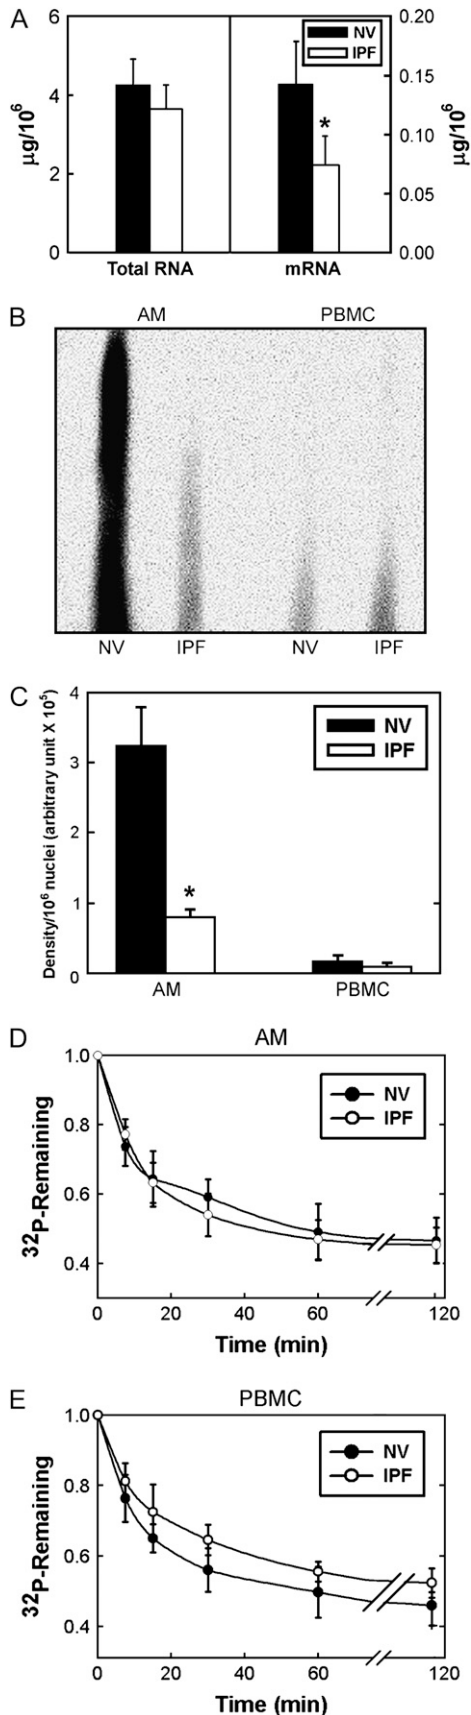 A
6
4
2
0
μg/10⁶
NV
IPF
*
0.20
0.15
0.10
0.05
0.00
μg/10⁶
Total RNA
mRNA
B
AM
PBMC
NV
IPF
NV
IPF
C
4
3
2
1
0
Density/10⁶ nuclei (arbitrary unit X 10⁵)
NV
IPF
*
AM
PBMC
D
AM
1.0
0.8
0.6
0.4
³²P-Remaining
NV
IPF
0
20
40
60
120
Time (min)
E
PBMC
1.0
0.8
0.6
0.4
³²P-Remaining
NV
IPF
0
20
40
60
120
Time (min)